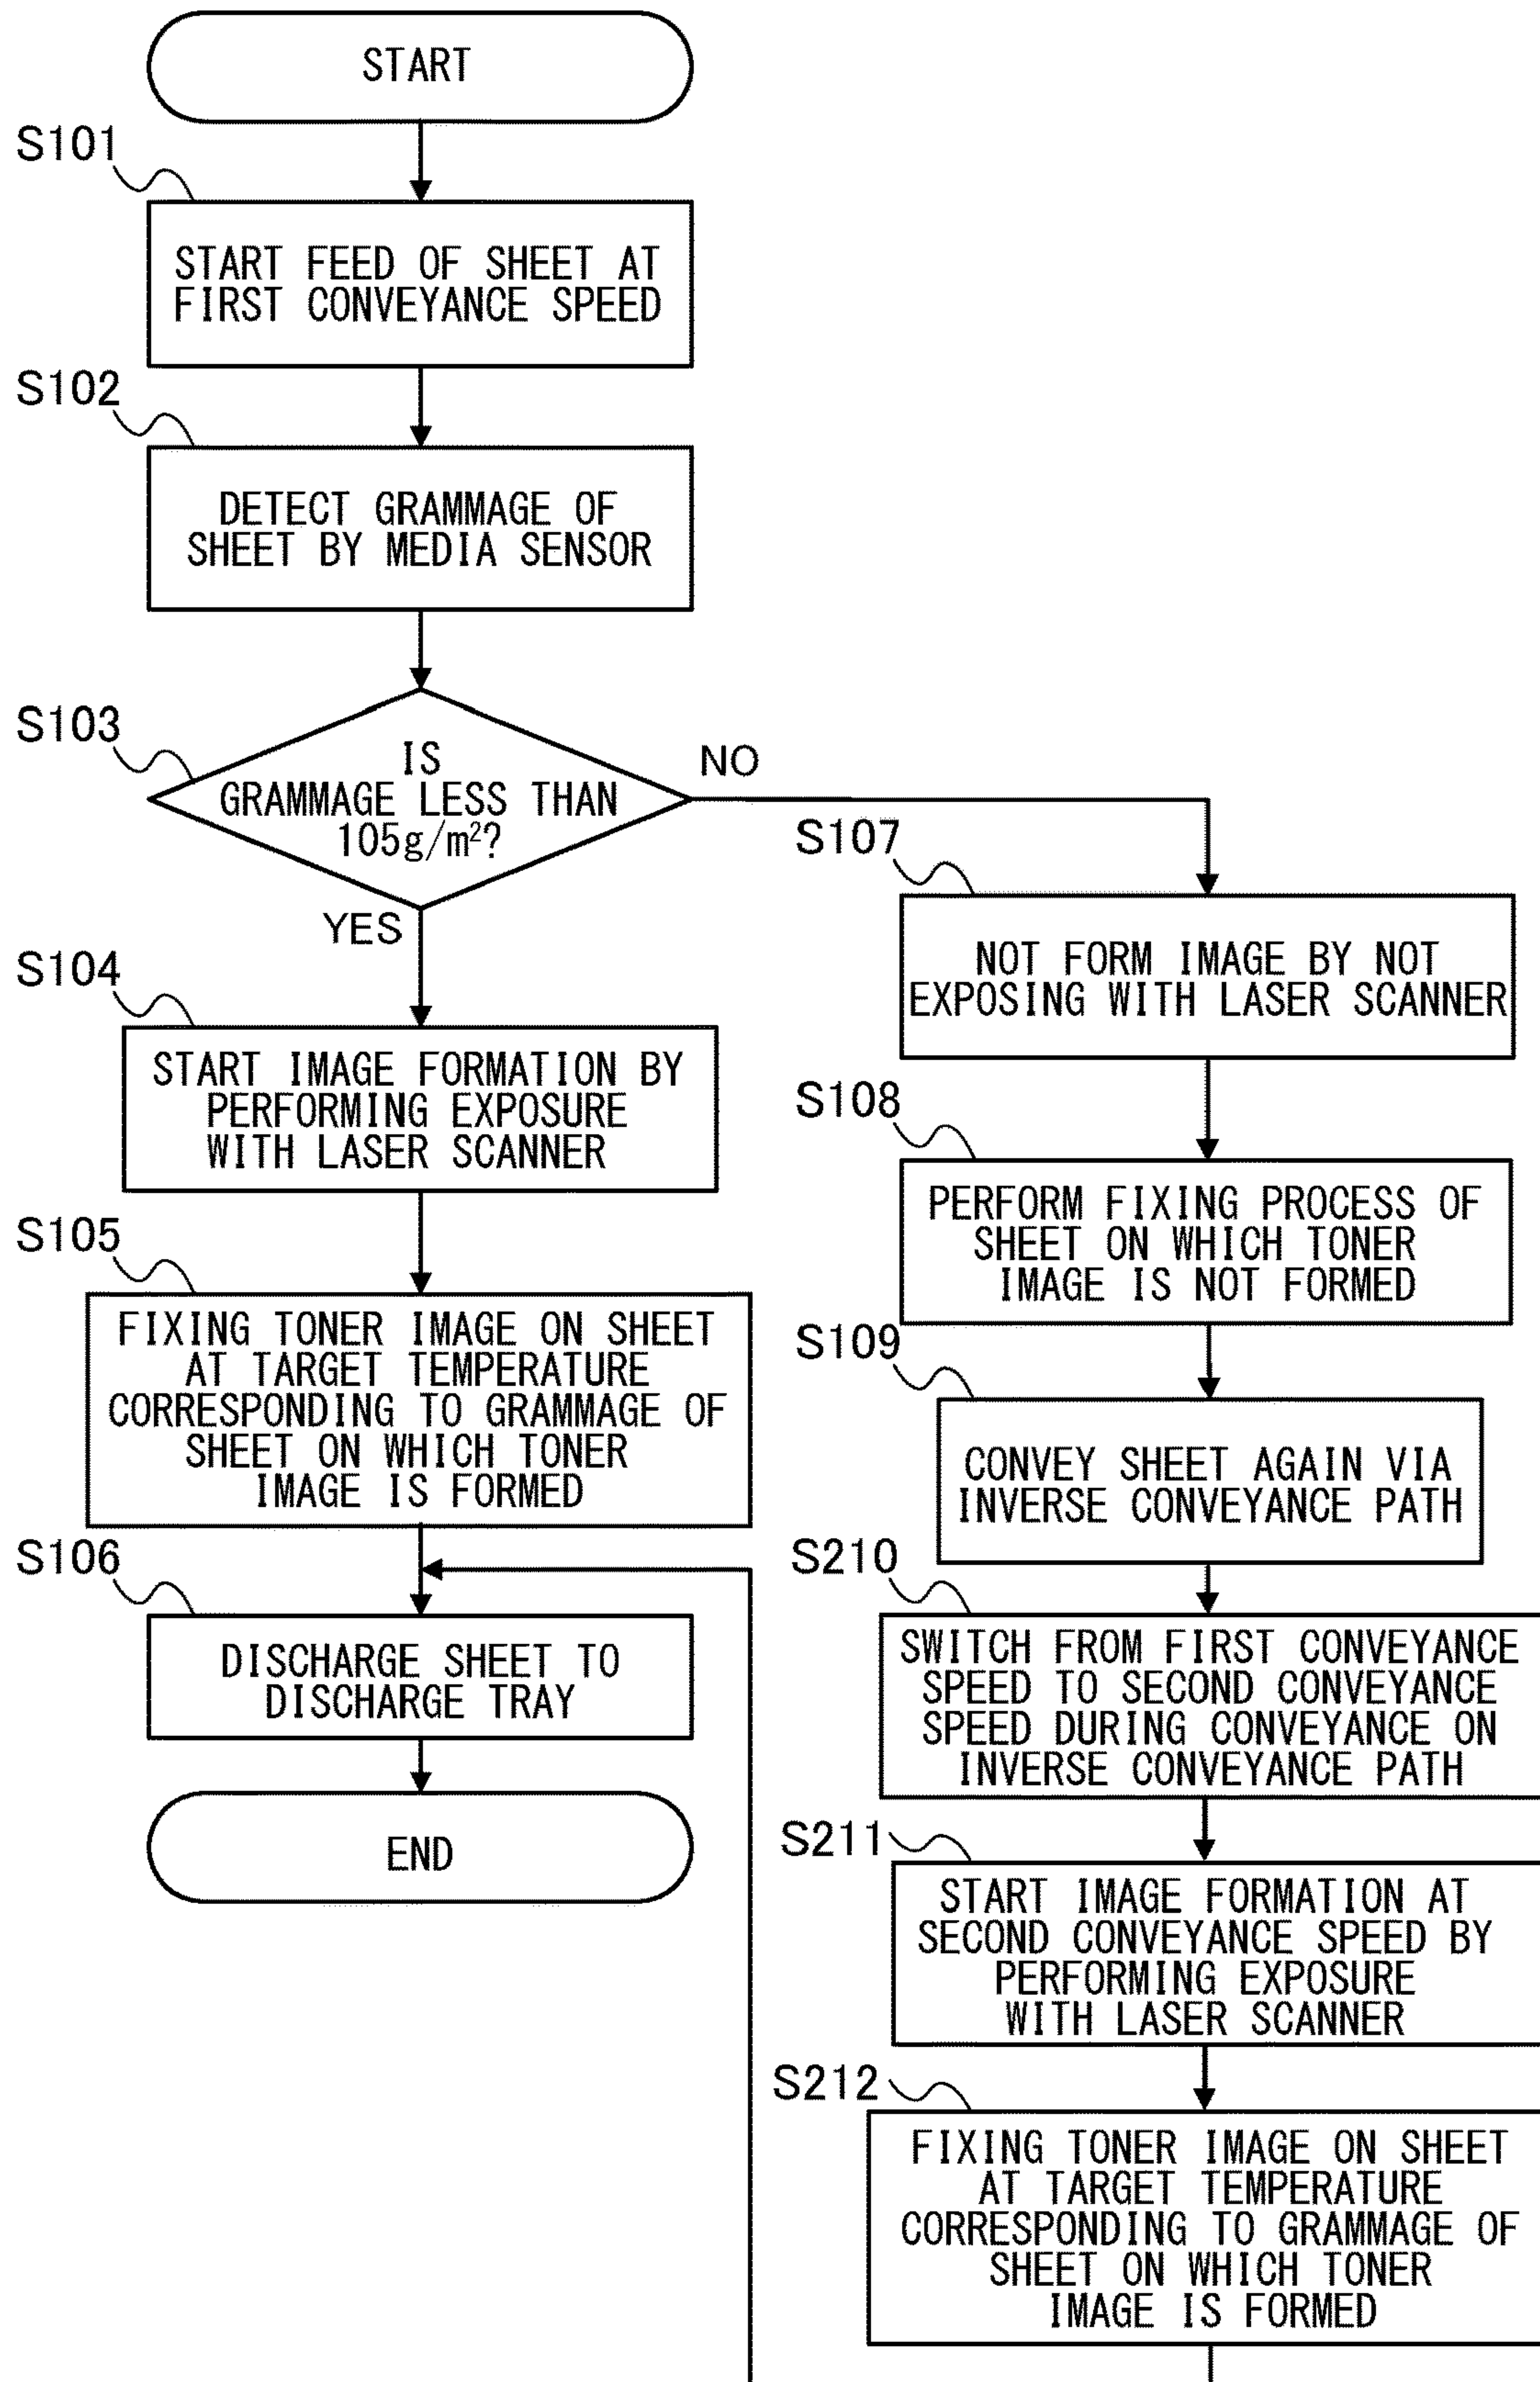 START
S101
START FEED OF SHEET AT
FIRST CONVEYANCE SPEED
S102
DETECT GRAMMAGE OF
SHEET BY MEDIA SENSOR
S103
IS
GRAMMAGE LESS THAN
105g/m²?
NO
YES
S104
START IMAGE FORMATION BY
PERFORMING EXPOSURE
WITH LASER SCANNER
S105
FIXING TONER IMAGE ON SHEET
AT TARGET TEMPERATURE
CORRESPONDING TO GRAMMAGE OF
SHEET ON WHICH TONER
IMAGE IS FORMED
S106
DISCHARGE SHEET TO
DISCHARGE TRAY
END
S107
NOT FORM IMAGE BY NOT
EXPOSING WITH LASER SCANNER
S108
PERFORM FIXING PROCESS OF
SHEET ON WHICH TONER
IMAGE IS NOT FORMED
S109
CONVEY SHEET AGAIN VIA
INVERSE CONVEYANCE PATH
S210
SWITCH FROM FIRST CONVEYANCE
SPEED TO SECOND CONVEYANCE
SPEED DURING CONVEYANCE ON
INVERSE CONVEYANCE PATH
S211
START IMAGE FORMATION AT
SECOND CONVEYANCE SPEED BY
PERFORMING EXPOSURE
WITH LASER SCANNER
S212
FIXING TONER IMAGE ON SHEET
AT TARGET TEMPERATURE
CORRESPONDING TO GRAMMAGE OF
SHEET ON WHICH TONER
IMAGE IS FORMED